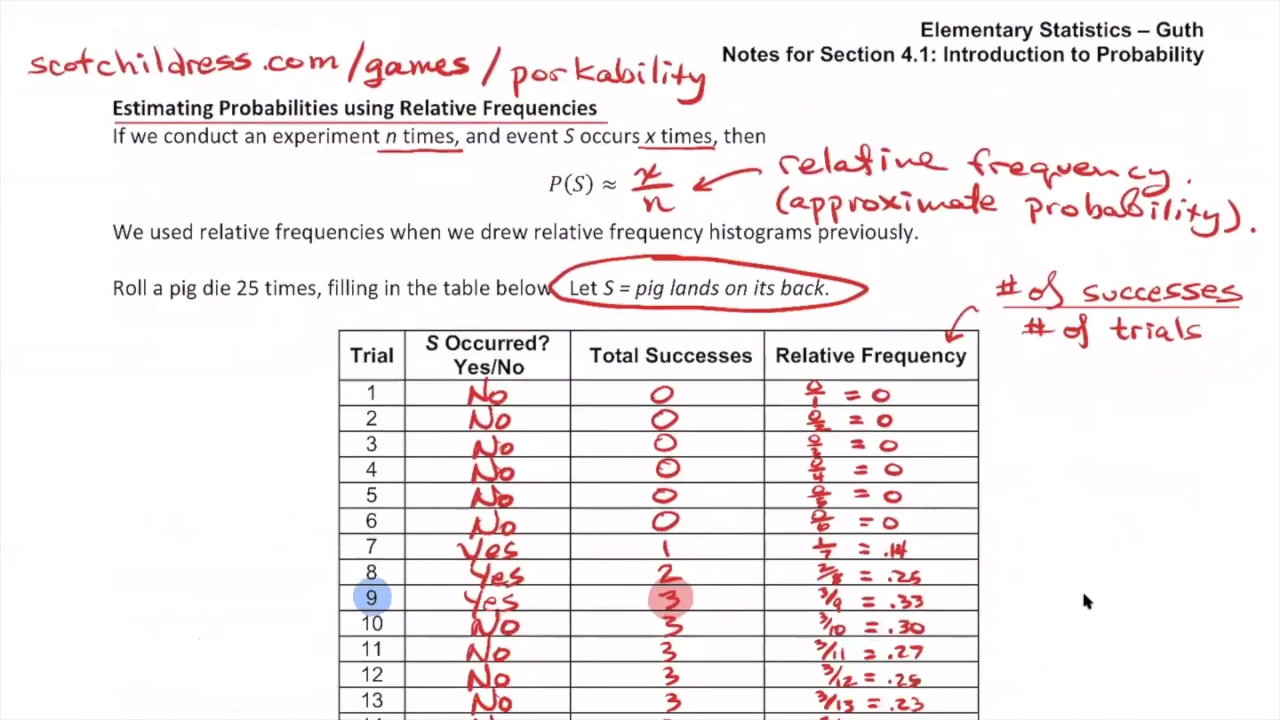 Elementary Statistics – Guth
Notes for Section 4.1: Introduction to Probability
scotchildress.com/games/porkability
Estimating Probabilities using Relative Frequencies
If we conduct an experiment n times, and event S occurs x times, then
P(S) ≈ x/n
relative frequency.
(approximate probability).
We used relative frequencies when we drew relative frequency histograms previously.
Roll a pig die 25 times, filling in the table below. Let S = pig lands on its back.
# of successes
# of trials
Trial S Occurred? Yes/No Total Successes Relative Frequency
1 No 0 0/1 = 0
2 No 0 0/2 = 0
3 No 0 0/3 = 0
4 No 0 0/4 = 0
5 No 0 0/5 = 0
6 No 0 0/6 = 0
7 Yes 1 1/7 = .14
8 Yes 2 2/8 = .25
9 Yes 3 3/9 = .33
10 No 3 3/10 = .30
11 No 3 3/11 = .27
12 No 3 3/12 = .25
13 No 3 3/13 = .23